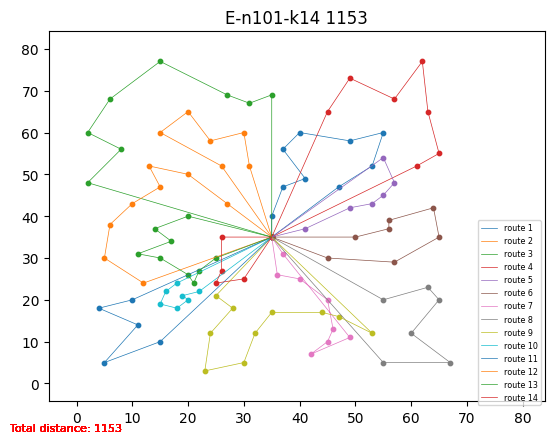 E-n101-k14 1153
80
70
60
50
40
30
20
10
0
0 10 20 30 40 50 60 70 80
route 1
route 2
route 3
route 4
route 5
route 6
route 7
route 8
route 9
route 10
route 11
route 12
route 13
route 14
Total distance: 1153